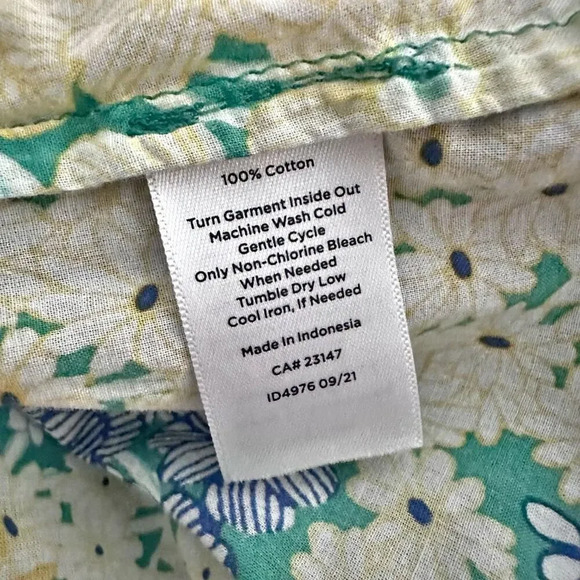 100% Cotton
Turn Garment Inside Out
Machine Wash Cold
Gentle Cycle
Only Non-Chlorine Bleach
When Needed
Tumble Dry Low
Cool Iron, If Needed
Made In Indonesia
CA# 23147
ID4976 09/21